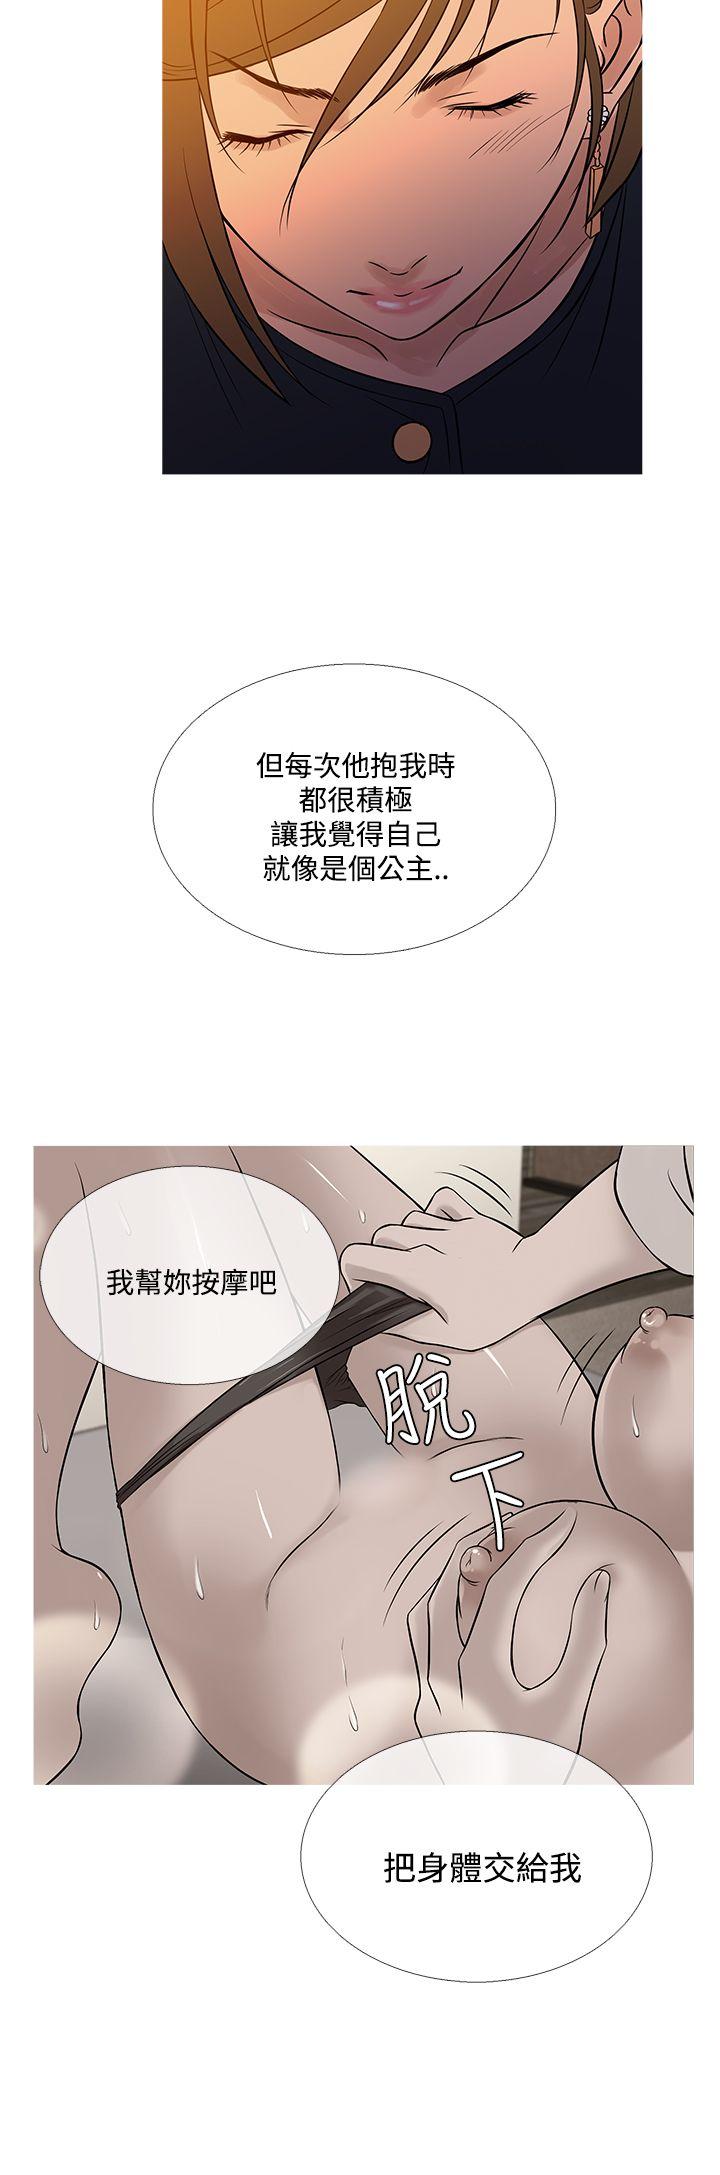 但每次他抱我時
都很積極
讓我覺得自己
就像是個公主..
我幫妳按摩吧
脫
下
把身體交給我